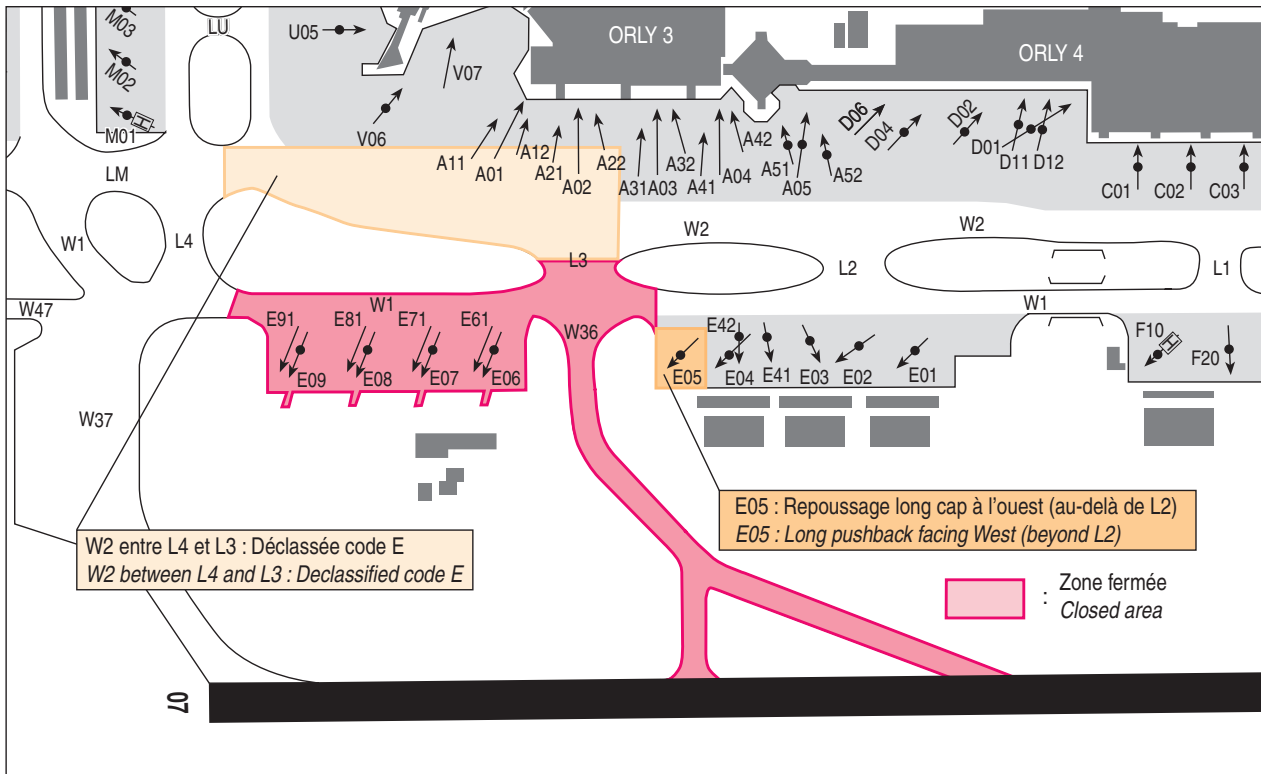 M03
LU
U05
ORLY 3
ORLY 4
M02
V07
M01
V06
A11
A01
A12
A21
A02
A22
A31
A03
A32
A41
A04
A42
A51
A05
A52
D06
D04
D02
D01
D11
D12
C01
C02
C03
LM
W1
L4
W2
L3
L2
W2
L1
W47
W1
W36
W1
E91
E81
E71
E61
E09
E08
E07
E06
E42
E05
E04
E41
E03
E02
E01
F10
F20
W37
E05 : Repoussage long cap à l'ouest (au-delà de L2)
E05 : Long pushback facing West (beyond L2)
W2 entre L4 et L3 : Déclassée code E
W2 between L4 and L3 : Declassified code E
: Zone fermée
Closed area
07